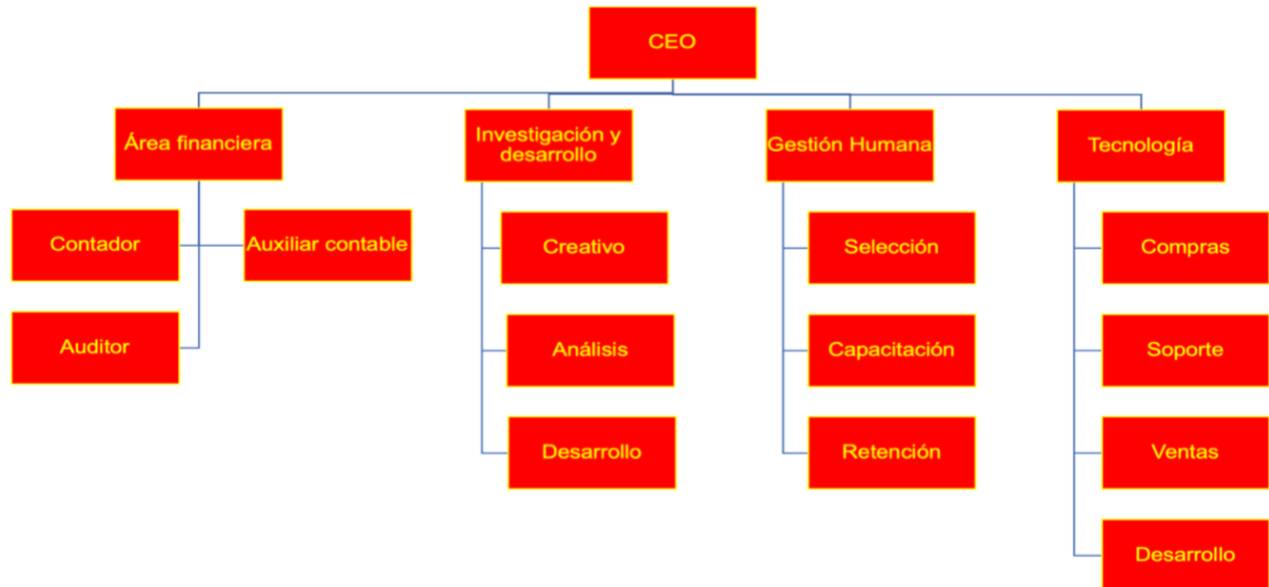 CEO
Área financiera
Investigación y
desarrollo
Gestión Humana
Tecnología
Contador
Auxiliar contable
Creativo
Selección
Compras
Auditor
Análisis
Capacitación
Soporte
Desarrollo
Retención
Ventas
Desarrollo